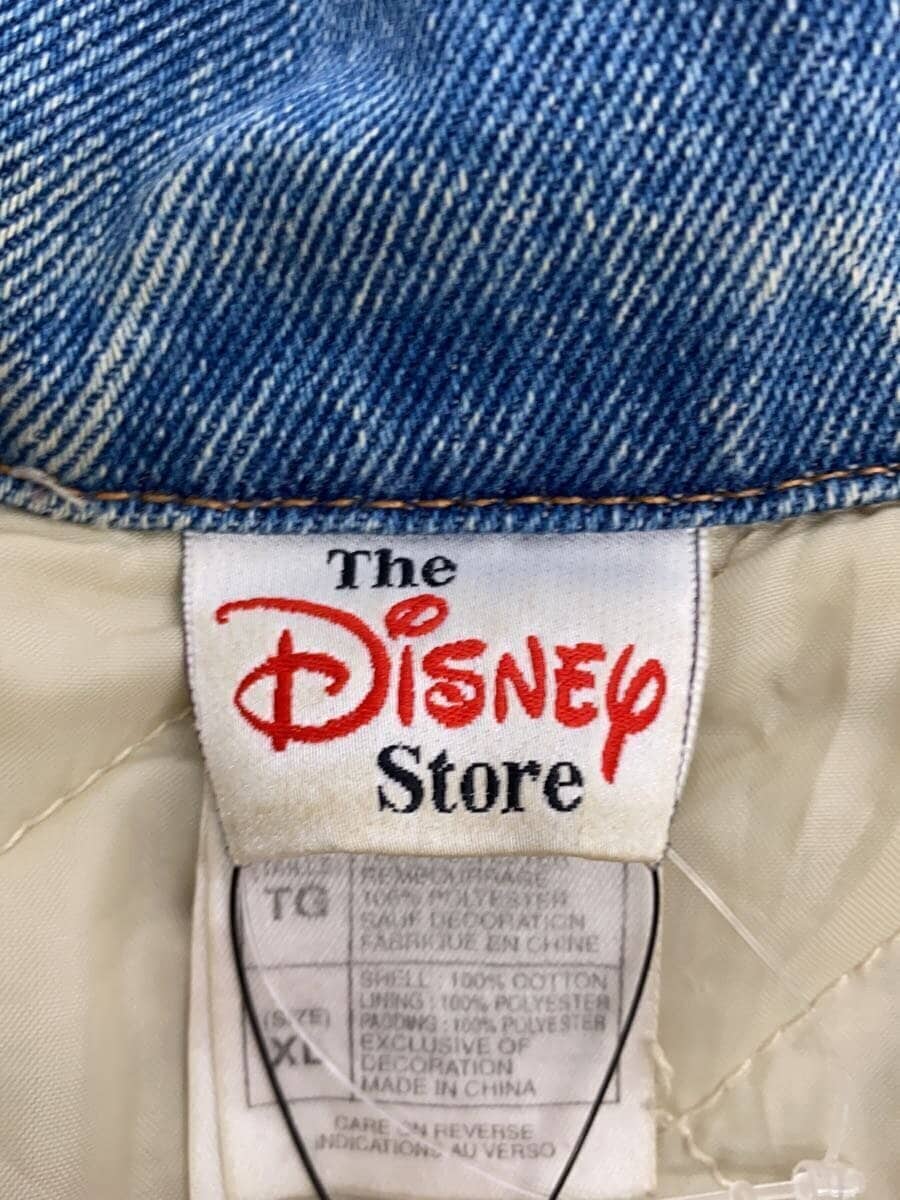 The
Disney
Store
TG
REMBOURRAGE
100% POLYESTER
SAUF DECORATION
FABRIQUE EN CHINE
SHELL : 100% COTTON
LINING : 100% POLYESTER
(SIZE)
PADDING : 100% POLYESTER
XL
EXCLUSIVE OF
DECORATION
MADE IN CHINA
CARE ON REVERSE
INDICATIONS AU VERSO